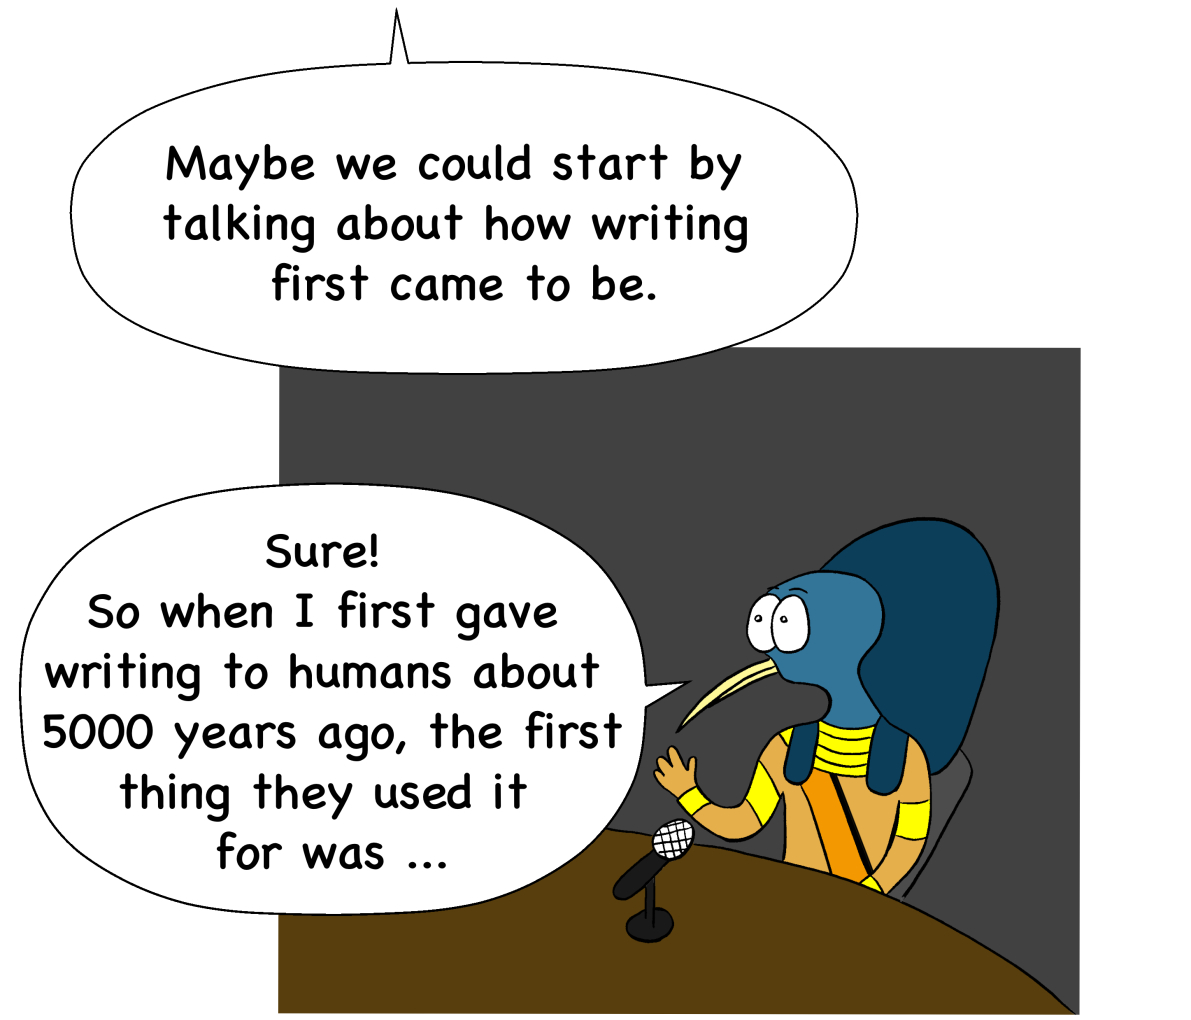 Maybe we could start by
talking about how writing
first came to be.
Sure!
So when I first gave
writing to humans about
5000 years ago, the first
thing they used it
for was ...